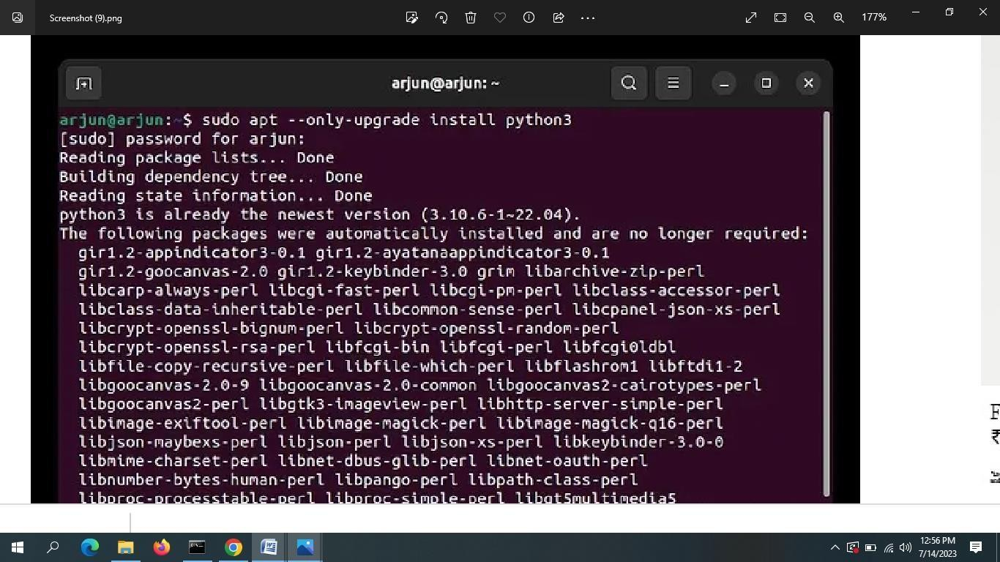 Screenshot (9).png
177%
arjun@arjun: ~
arjun@arjun:~$ sudo apt --only-upgrade install python3
[sudo] password for arjun:
Reading package lists... Done
Building dependency tree... Done
Reading state information... Done
python3 is already the newest version (3.10.6-1~22.04).
The following packages were automatically installed and are no longer required:
gir1.2-appindicator3-0.1 gir1.2-ayatanaappindicator3-0.1
gir1.2-goocanvas-2.0 gir1.2-keybinder-3.0 grim libarchive-zip-perl
libcarp-always-perl libcgi-fast-perl libcgi-pm-perl libclass-accessor-perl
libclass-data-inheritable-perl libcommon-sense-perl libcpanel-json-xs-perl
libcrypt-openssl-bignum-perl libcrypt-openssl-random-perl
libcrypt-openssl-rsa-perl libfcgi-bin libfcgi-perl libfcgi0ldbl
libfile-copy-recursive-perl libfile-which-perl libflashrom1 libftdi1-2
libgoocanvas-2.0-9 libgoocanvas-2.0-common libgoocanvas2-cairotypes-perl
libgoocanvas2-perl libgtk3-imageview-perl libhttp-server-simple-perl
libimage-exiftool-perl libimage-magick-perl libimage-magick-q16-perl
libjson-maybexs-perl libjson-perl libjson-xs-perl libkeybinder-3.0-0
libmime-charset-perl libnet-dbus-glib-perl libnet-oauth-perl
libnumber-bytes-human-perl libpango-perl libpath-class-perl
libproc-processtable-perl libproc-simple-perl libqt5multimedia5
F
₹
12:56 PM
7/14/2023